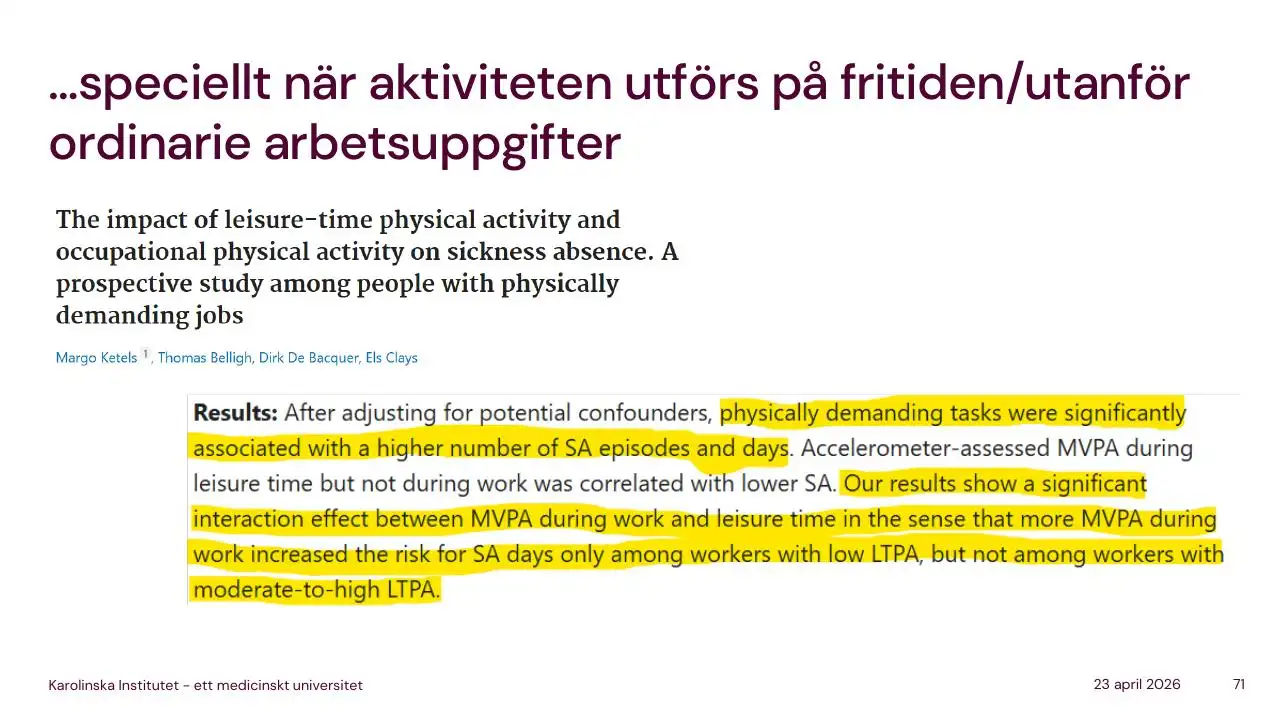 ...speciellt när aktiviteten utförs på fritiden/utanför
ordinarie arbetsuppgifter
The impact of leisure-time physical activity and
occupational physical activity on sickness absence. A
prospective study among people with physically
demanding jobs
Margo Ketels 1, Thomas Belligh, Dirk De Bacquer, Els Clays
Results: After adjusting for potential confounders, physically demanding tasks were significantly
associated with a higher number of SA episodes and days. Accelerometer-assessed MVPA during
leisure time but not during work was correlated with lower SA. Our results show a significant
interaction effect between MVPA during work and leisure time in the sense that more MVPA during
work increased the risk for SA days only among workers with low LTPA, but not among workers with
moderate-to-high LTPA.
Karolinska Institutet - ett medicinskt universitet
23 april 2026
71